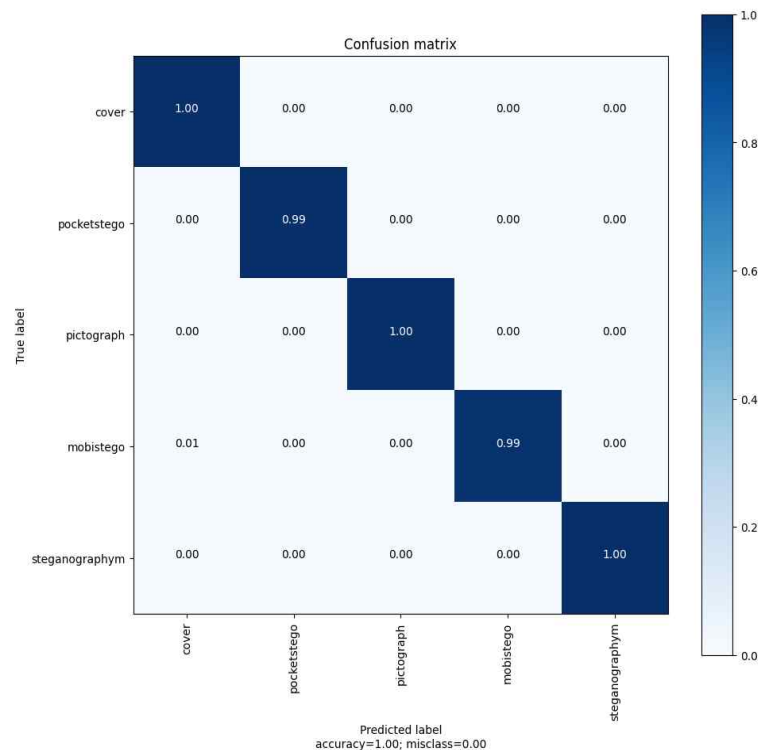 Confusion matrix
1.0
0.8
0.6
0.4
0.2
0.0
True label
cover 1.00 0.00 0.00 0.00 0.00
pocketstego 0.00 0.99 0.00 0.00 0.00
pictograph 0.00 0.00 1.00 0.00 0.00
mobistego 0.01 0.00 0.00 0.99 0.00
steganographym 0.00 0.00 0.00 0.00 1.00
cover
pocketstego
pictograph
mobistego
steganographym
Predicted label
accuracy=1.00; misclass=0.00